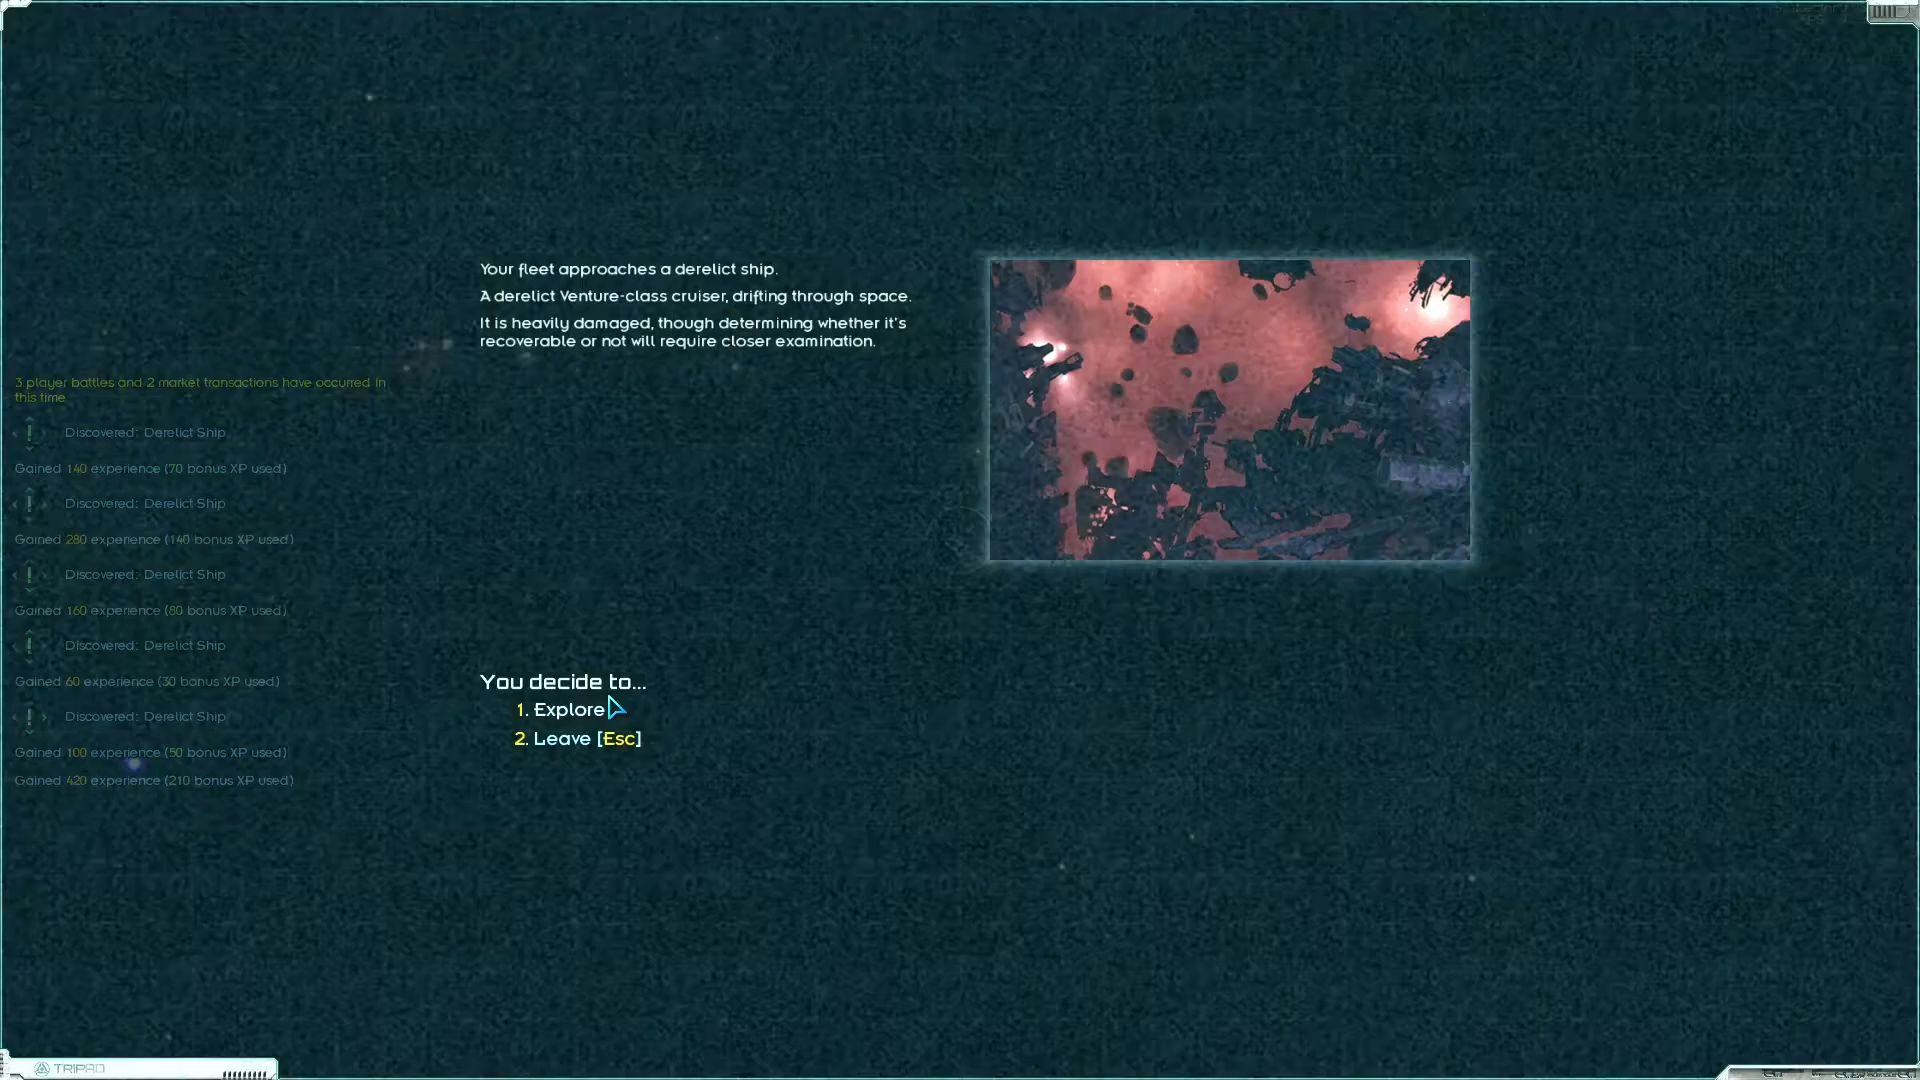 Your fleet approaches a derelict ship.
A derelict Venture-class cruiser, drifting through space.
It is heavily damaged, though determining whether it's
recoverable or not will require closer examination.
3 player battles and 2 market transactions have occurred in
this time
Discovered: Derelict Ship
Gained 140 experience (70 bonus XP used)
Discovered: Derelict Ship
Gained 280 experience (140 bonus XP used)
Discovered: Derelict Ship
Gained 160 experience (80 bonus XP used)
Discovered: Derelict Ship
Gained 60 experience (30 bonus XP used)
Discovered: Derelict Ship
Gained 100 experience (50 bonus XP used)
Gained 420 experience (210 bonus XP used)
You decide to...
1. Explore
2. Leave [Esc]
TRIPAD